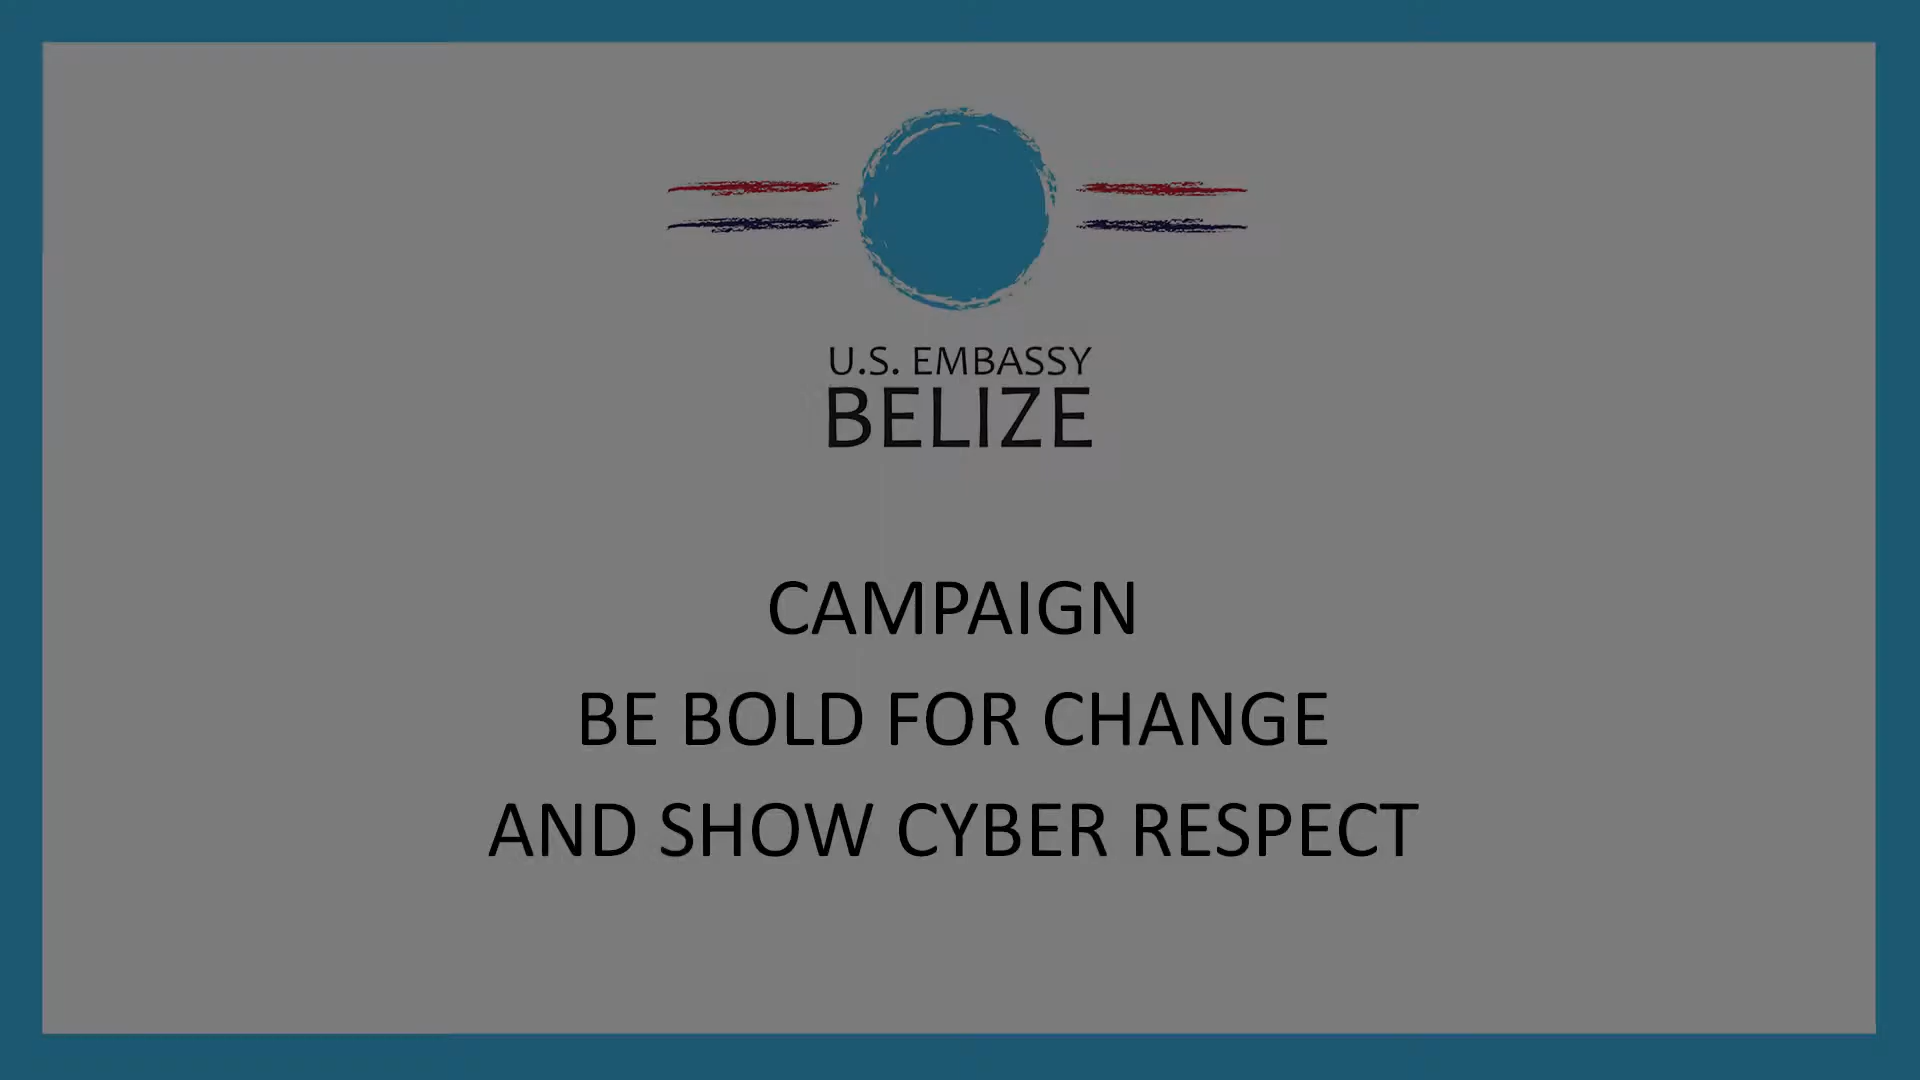 U.S. EMBASSY
BELIZE
CAMPAIGN
BE BOLD FOR CHANGE
AND SHOW CYBER RESPECT